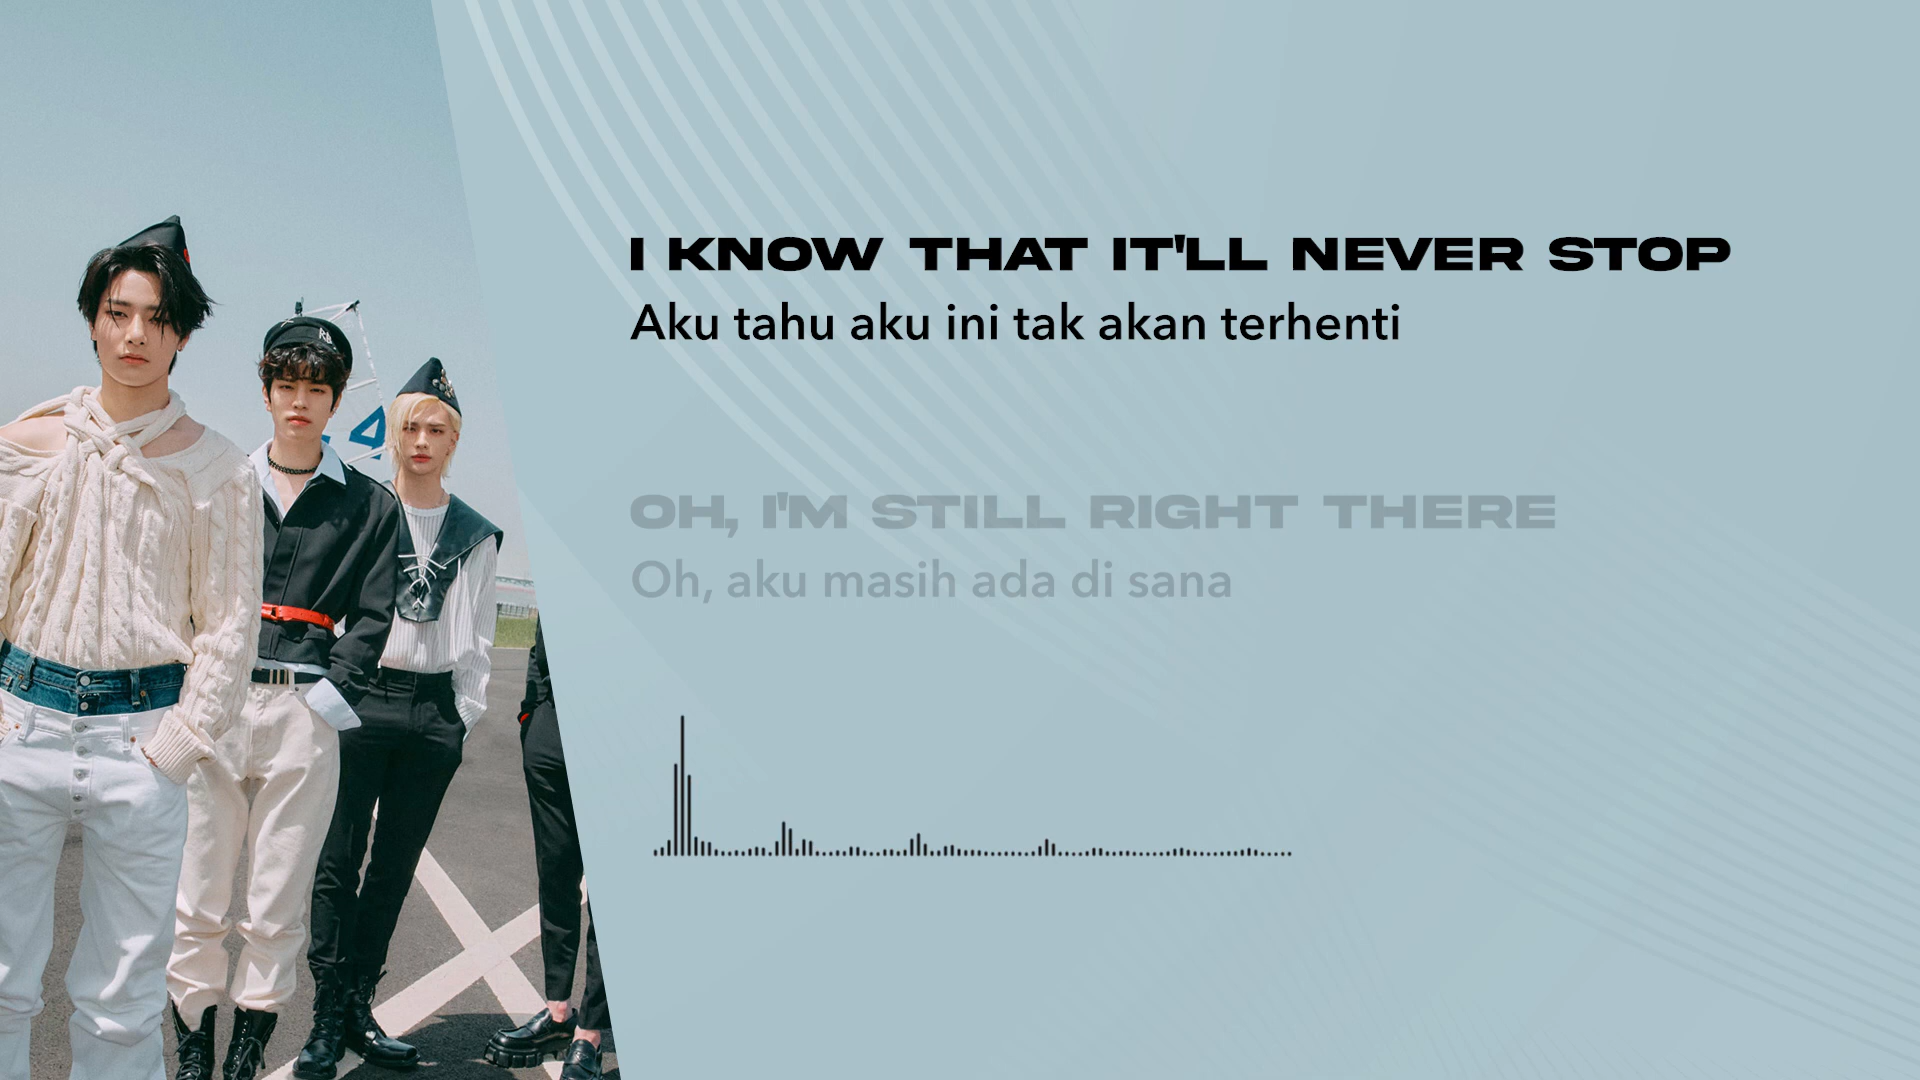 I KNOW THAT IT'LL NEVER STOP
Aku tahu aku ini tak akan terhenti
OH, I'M STILL RIGHT THERE
Oh, aku masih ada di sana
4